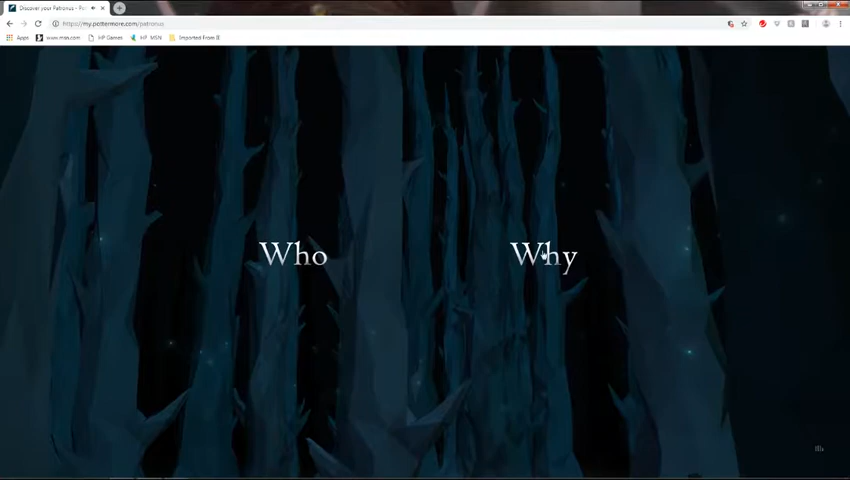 Discover your Patronus - Po
https://my.pottermore.com/patronus
Apps www.msn.com HP Games HP MSN Imported From IE
Who Why